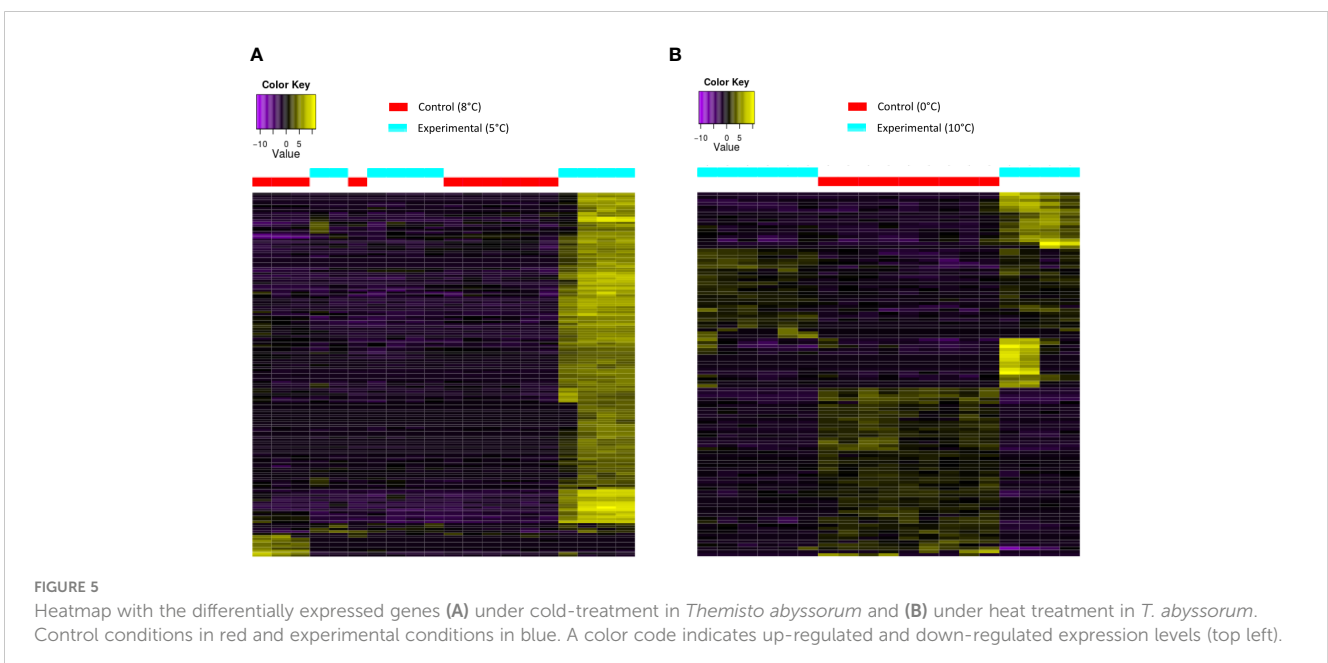 A
Color Key
-10 0 5
Value
Control (8°C)
Experimental (5°C)
B
Color Key
-10 0 5
Value
Control (0°C)
Experimental (10°C)
FIGURE 5
Heatmap with the differentially expressed genes (A) under cold-treatment in Themisto abyssorum and (B) under heat treatment in T. abyssorum.
Control conditions in red and experimental conditions in blue. A color code indicates up-regulated and down-regulated expression levels (top left).